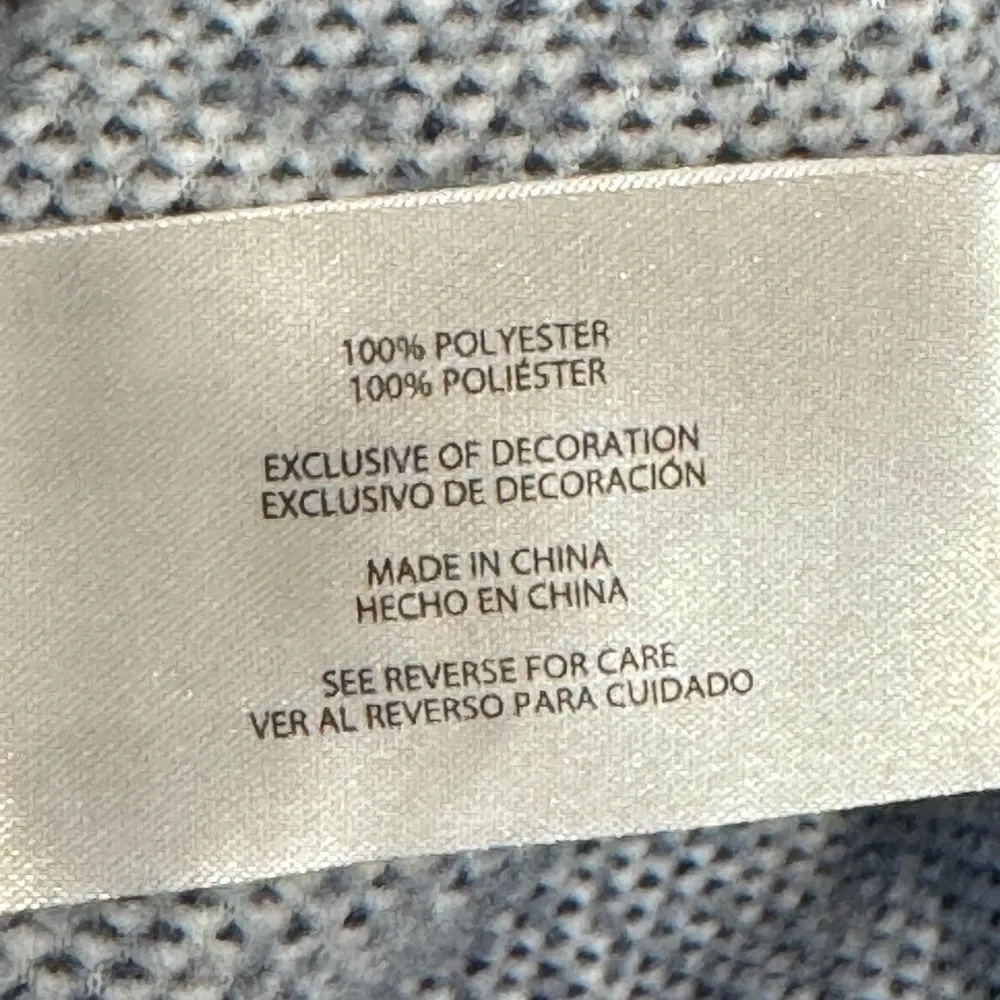 100% POLYESTER
100% POLIÉSTER
EXCLUSIVE OF DECORATION
EXCLUSIVO DE DECORACIÓN
MADE IN CHINA
HECHO EN CHINA
SEE REVERSE FOR CARE
VER AL REVERSO PARA CUIDADO